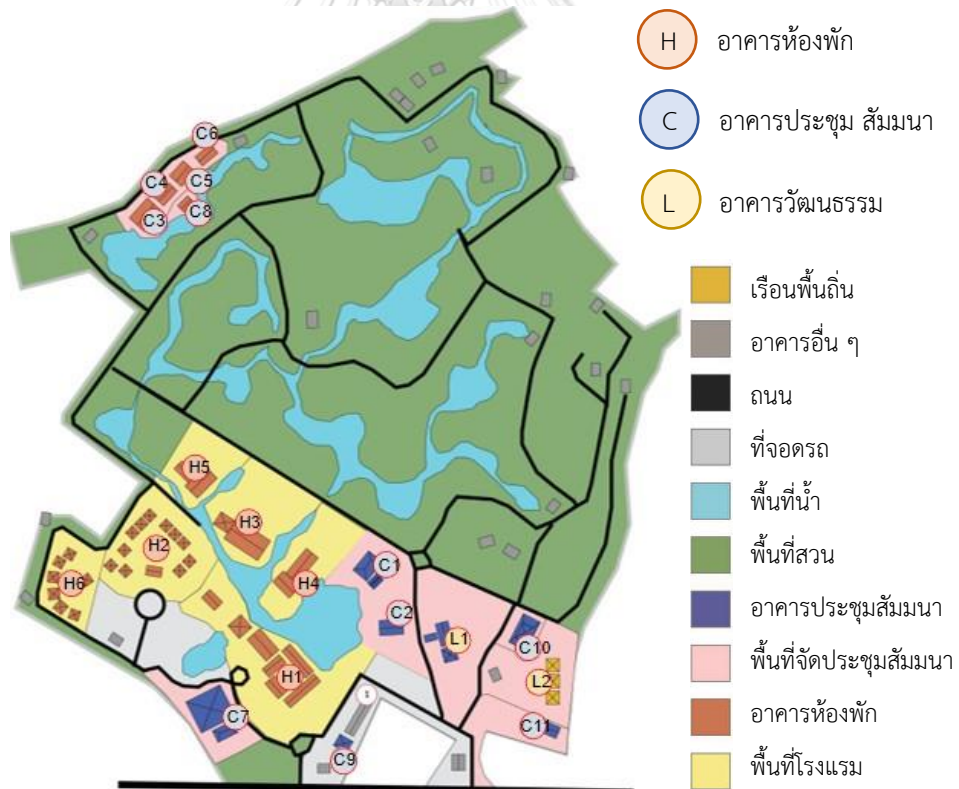 H อาคารห้องพัก
C อาคารประชุม สัมมนา
L อาคารวัฒนธรรม
เรือนพื้นถิ่น
อาคารอื่น ๆ
ถนน
ที่จอดรถ
พื้นที่น้ำ
พื้นที่สวน
อาคารประชุมสัมมนา
พื้นที่จัดประชุมสัมมนา
อาคารห้องพัก
พื้นที่โรงแรม
C6
C4
C5
C3
C8
H5
H3
H2
H4
H6
C1
C2
L1
C10
L2
H1
C7
C11
C9